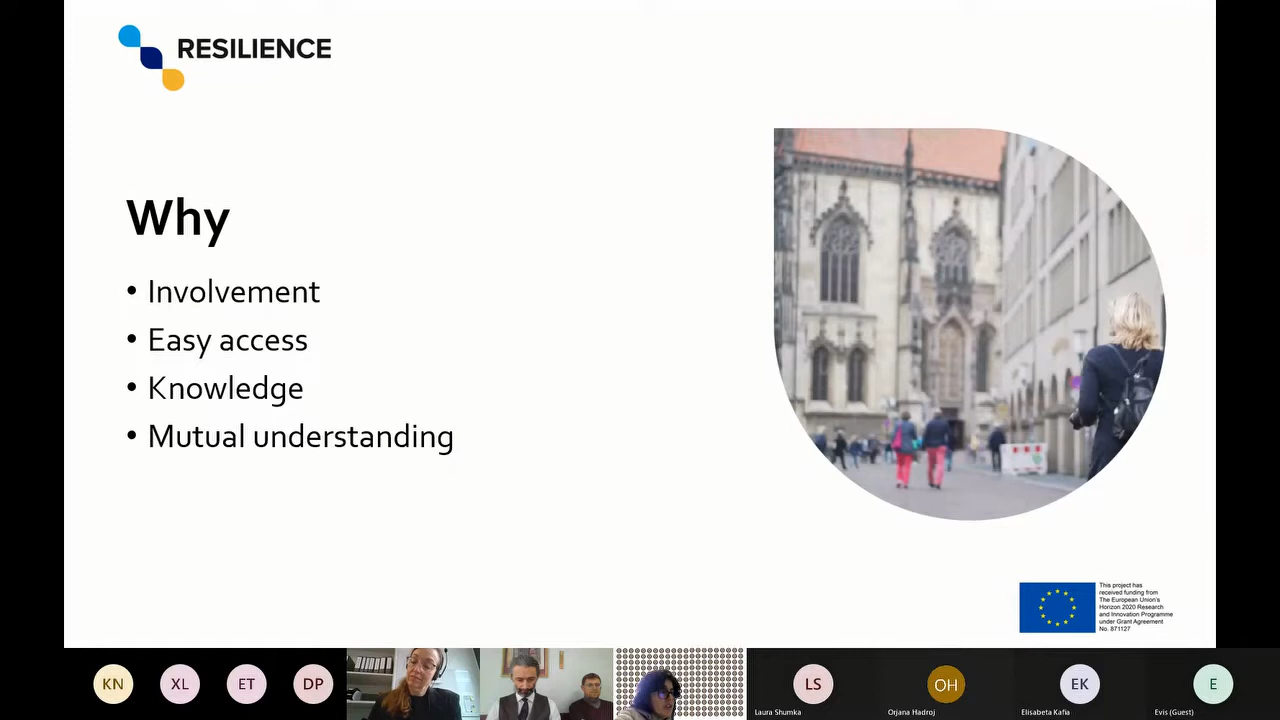 RESILIENCE
Why
• Involvement
• Easy access
• Knowledge
• Mutual understanding
This project has
received funding from
The European Union's
Horizon 2020 Research
and Innovation Programme
under Grant Agreement
No. 871127
KN
XL
ET
DP
LS
OH
EK
E
Laura Shumka
Orjana Hadroj
Elisabeta Kafia
Evis (Guest)